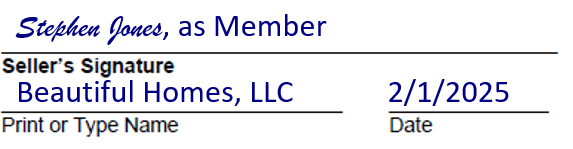 Stephen Jones, as Member
Seller's Signature
Beautiful Homes, LLC 2/1/2025
Print or Type Name Date